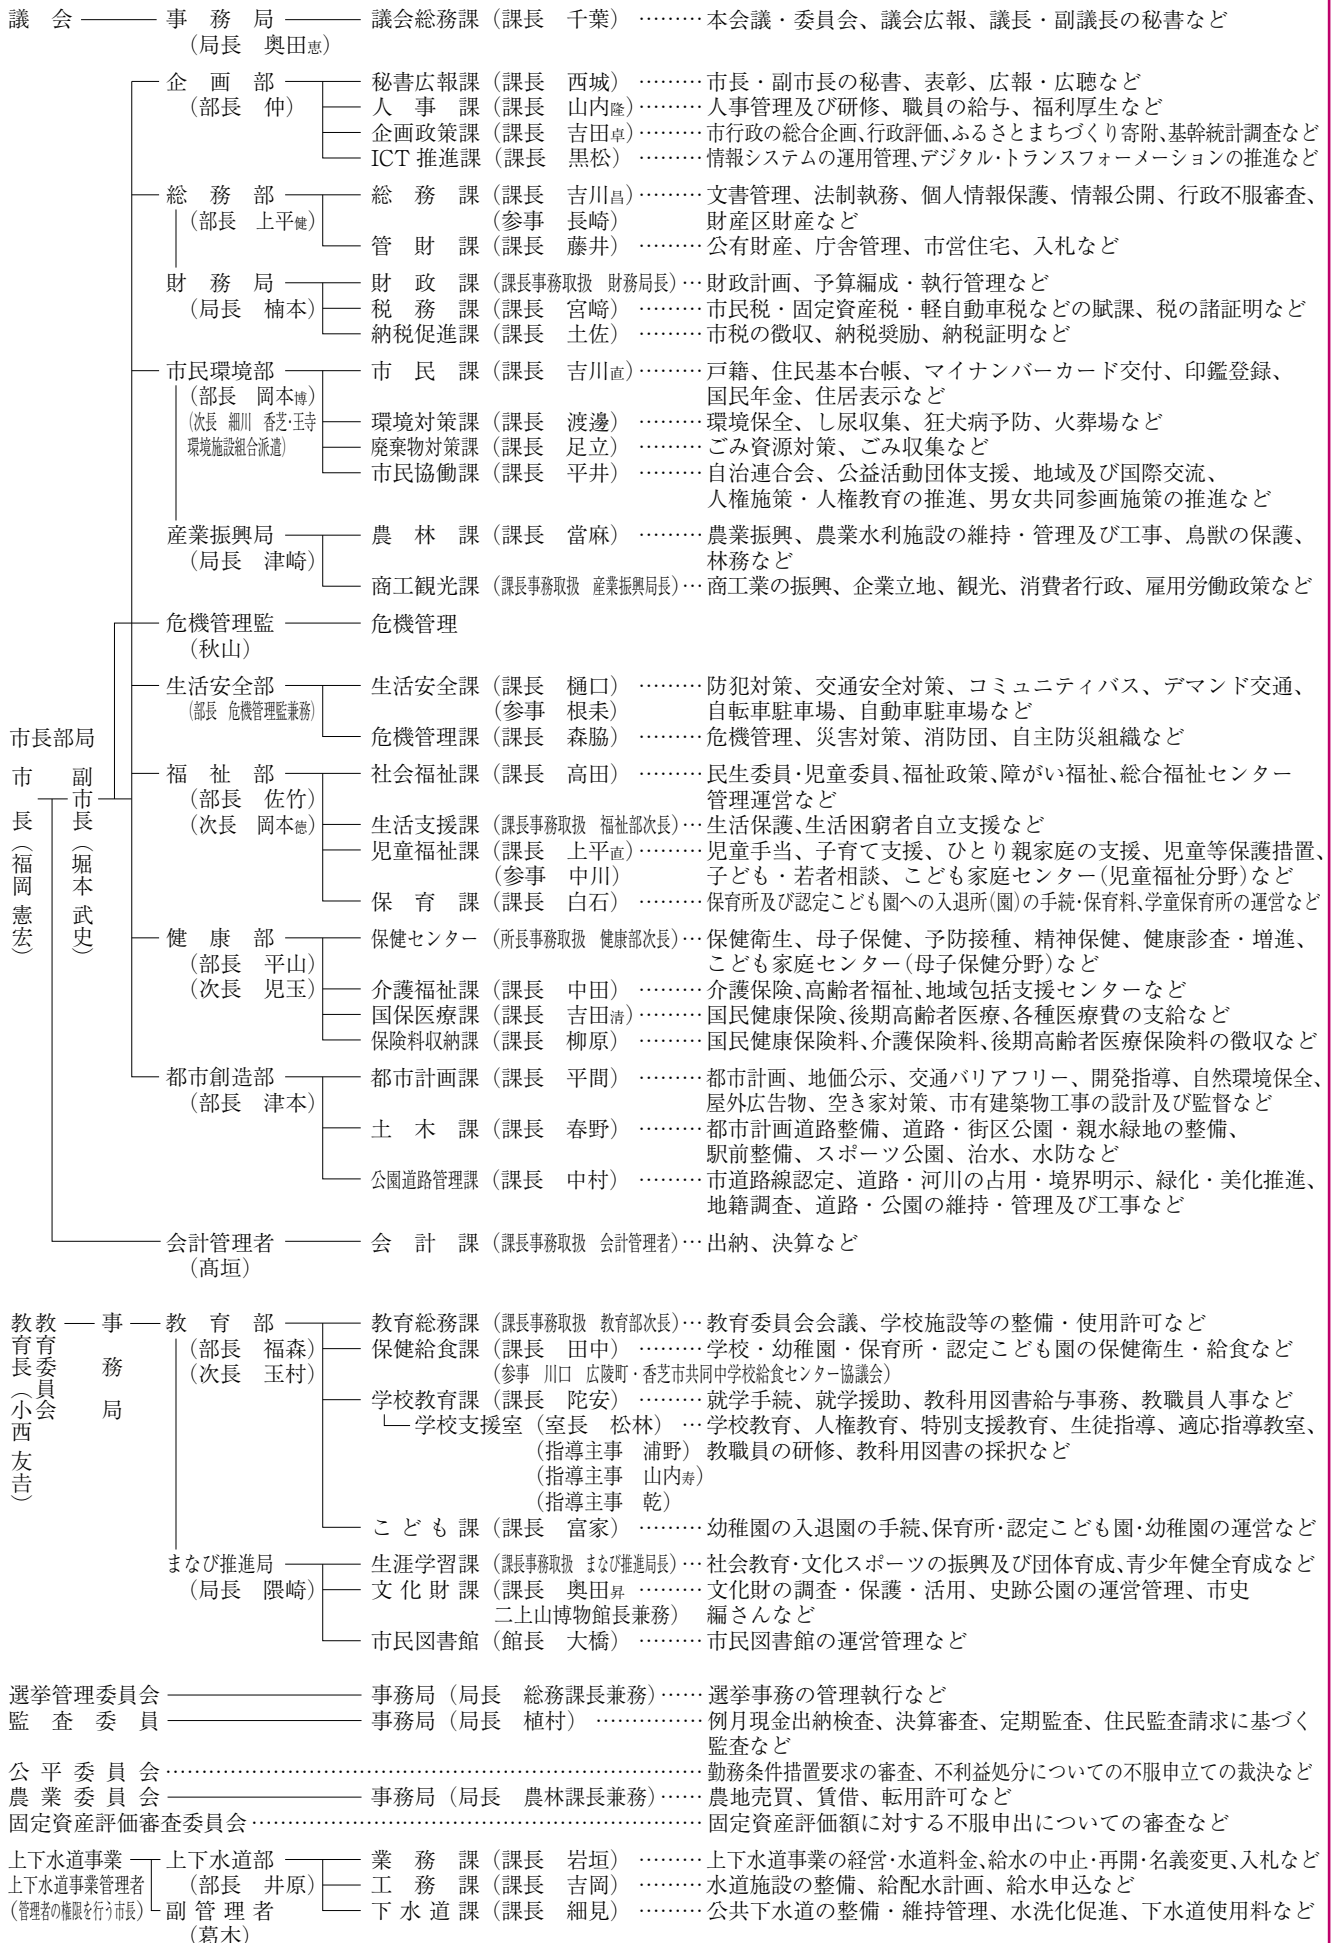 議会 事務局 議会総務課（課長 千葉）………本会議・委員会、議会広報、議長・副議長の秘書など
（局長 奥田恵）
企画部 秘書広報課（課長 西城）………市長・副市長の秘書、表彰、広報・広聴など
（部長 仲） 人事課（課長 山内隆）………人事管理及び研修、職員の給与、福利厚生など
企画政策課（課長 吉田卓）………市行政の総合企画、行政評価、ふるさとまちづくり寄附、基幹統計調査など
ICT推進課（課長 黒松）………情報システムの運用管理、デジタル・トランスフォーメーションの推進など
総務部 総務課（課長 吉川昌）………文書管理、法制執務、個人情報保護、情報公開、行政不服審査、
（部長 上平健） （参事 長崎） 財産区財産など
管財課（課長 藤井）………公有財産、庁舎管理、市営住宅、入札など
財務局 財政課（課長事務取扱 財務局長）…財政計画、予算編成・執行管理など
（局長 楠本） 税務課（課長 宮﨑）………市民税・固定資産税・軽自動車税などの賦課、税の諸証明など
納税促進課（課長 土佐）………市税の徴収、納税奨励、納税証明など
市民環境部 市民課（課長 吉川直）………戸籍、住民基本台帳、マイナンバーカード交付、印鑑登録、
（部長 岡本博） 国民年金、住居表示など
（次長 細川 香芝・王寺 環境対策課（課長 渡邊）………環境保全、し尿収集、狂犬病予防、火葬場など
環境施設組合派遣） 廃棄物対策課（課長 足立）………ごみ資源対策、ごみ収集など
市民協働課（課長 平井）………自治連合会、公益活動団体支援、地域及び国際交流、
人権施策・人権教育の推進、男女共同参画施策の推進など
産業振興局 農林課（課長 當麻）………農業振興、農業水利施設の維持・管理及び工事、鳥獣の保護、
（局長 津崎） 林務など
商工観光課（課長事務取扱 産業振興局長）…商工業の振興、企業立地、観光、消費者行政、雇用労働政策など
危機管理監 危機管理
（秋山）
生活安全部 生活安全課（課長 樋口）………防犯対策、交通安全対策、コミュニティバス、デマンド交通、
（部長 危機管理監兼務） （参事 根耒） 自転車駐車場、自動車駐車場など
市長部局 危機管理課（課長 森脇）………危機管理、災害対策、消防団、自主防災組織など
市長（福岡憲宏）
副市長（堀本武史）
福祉部 社会福祉課（課長 高田）………民生委員・児童委員、福祉政策、障がい福祉、総合福祉センター
（部長 佐竹） 管理運営など
（次長 岡本徳） 生活支援課（課長事務取扱 福祉部次長）…生活保護、生活困窮者自立支援など
児童福祉課（課長 上平直）………児童手当、子育て支援、ひとり親家庭の支援、児童等保護措置、
（参事 中川） 子ども・若者相談、こども家庭センター（児童福祉分野）など
保育課（課長 白石）………保育所及び認定こども園への入退所（園）の手続・保育料、学童保育所の運営など
健康部 保健センター（所長事務取扱 健康部次長）…保健衛生、母子保健、予防接種、精神保健、健康診査・増進、
（部長 平山） こども家庭センター（母子保健分野）など
（次長 児玉） 介護福祉課（課長 中田）………介護保険、高齢者福祉、地域包括支援センターなど
国保医療課（課長 吉田清）………国民健康保険、後期高齢者医療、各種医療費の支給など
保険料収納課（課長 柳原）………国民健康保険料、介護保険料、後期高齢者医療保険料の徴収など
都市創造部 都市計画課（課長 平間）………都市計画、地価公示、交通バリアフリー、開発指導、自然環境保全、
（部長 津本） 屋外広告物、空き家対策、市有建築物工事の設計及び監督など
土木課（課長 春野）………都市計画道路整備、道路・街区公園・親水緑地の整備、
駅前整備、スポーツ公園、治水、水防など
公園道路管理課（課長 中村）………市道路線認定、道路・河川の占用・境界明示、緑化・美化推進、
地籍調査、道路・公園の維持・管理及び工事など
会計管理者 会計課（課長事務取扱 会計管理者）…出納、決算など
（髙垣）
教育委員会
教育長（小西友吉）
事務局 教育部 教育総務課（課長事務取扱 教育部次長）…教育委員会会議、学校施設等の整備・使用許可など
（部長 福森） 保健給食課（課長 田中）………学校・幼稚園・保育所・認定こども園の保健衛生・給食など
（次長 玉村） （参事 川口 広陵町・香芝市共同中学校給食センター協議会）
学校教育課（課長 陀安）………就学手続、就学援助、教科用図書給与事務、教職員人事など
学校支援室（室長 松林）…学校教育、人権教育、特別支援教育、生徒指導、適応指導教室、
（指導主事 浦野）教職員の研修、教科用図書の採択など
（指導主事 山内寿）
（指導主事 乾）
こども課（課長 富家）………幼稚園の入退園の手続、保育所・認定こども園・幼稚園の運営など
まなび推進局 生涯学習課（課長事務取扱 まなび推進局長）…社会教育・文化スポーツの振興及び団体育成、青少年健全育成など
（局長 隈崎） 文化財課（課長 奥田昇………文化財の調査・保護・活用、史跡公園の運営管理、市史
二上山博物館長兼務） 編さんなど
市民図書館（館長 大橋）………市民図書館の運営管理など
選挙管理委員会 事務局（局長 総務課長兼務）……選挙事務の管理執行など
監査委員 事務局（局長 植村）……………例月現金出納検査、決算審査、定期監査、住民監査請求に基づく
監査など
公平委員会……………………勤務条件措置要求の審査、不利益処分についての不服申立ての裁決など
農業委員会 事務局（局長 農林課長兼務）……農地売買、賃借、転用許可など
固定資産評価審査委員会……………………固定資産評価額に対する不服申出についての審査など
上下水道事業 上下水道部 業務課（課長 岩垣）………上下水道事業の経営・水道料金、給水の中止・再開・名義変更、入札など
上下水道事業管理者 （部長 井原） 工務課（課長 吉岡）………水道施設の整備、給配水計画、給水申込など
（管理者の権限を行う市長） 副管理者 下水道課（課長 細見）………公共下水道の整備・維持管理、水洗化促進、下水道使用料など
（葛木）